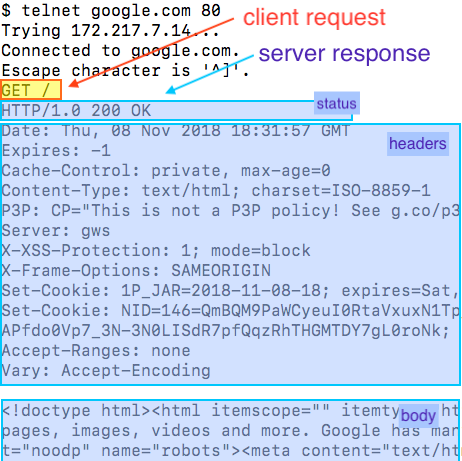 $ telnet google.com 80
client request
Trying 172.217.7.14...
Connected to google.com.
server response
Escape character is '^]'.
GET /
HTTP/1.0 200 OK
status
Date: Thu, 08 Nov 2018 18:31:57 GMT
headers
Expires: -1
Cache-Control: private, max-age=0
Content-Type: text/html; charset=ISO-8859-1
P3P: CP="This is not a P3P policy! See g.co/p3
Server: gws
X-XSS-Protection: 1; mode=block
X-Frame-Options: SAMEORIGIN
Set-Cookie: 1P_JAR=2018-11-08-18; expires=Sat,
Set-Cookie: NID=146=QmBQM9PaWCyeuI0RtaVxuxN1Tp
APfdo0Vp7_3N-3N0LISdR7pfQqzRhTHGMTDY7gL0roNk;
Accept-Ranges: none
Vary: Accept-Encoding
<!doctype html><html itemscope="" itemty ht
body
pages, images, videos and more. Google has mar
t="noodp" name="robots"><meta content="text/ht